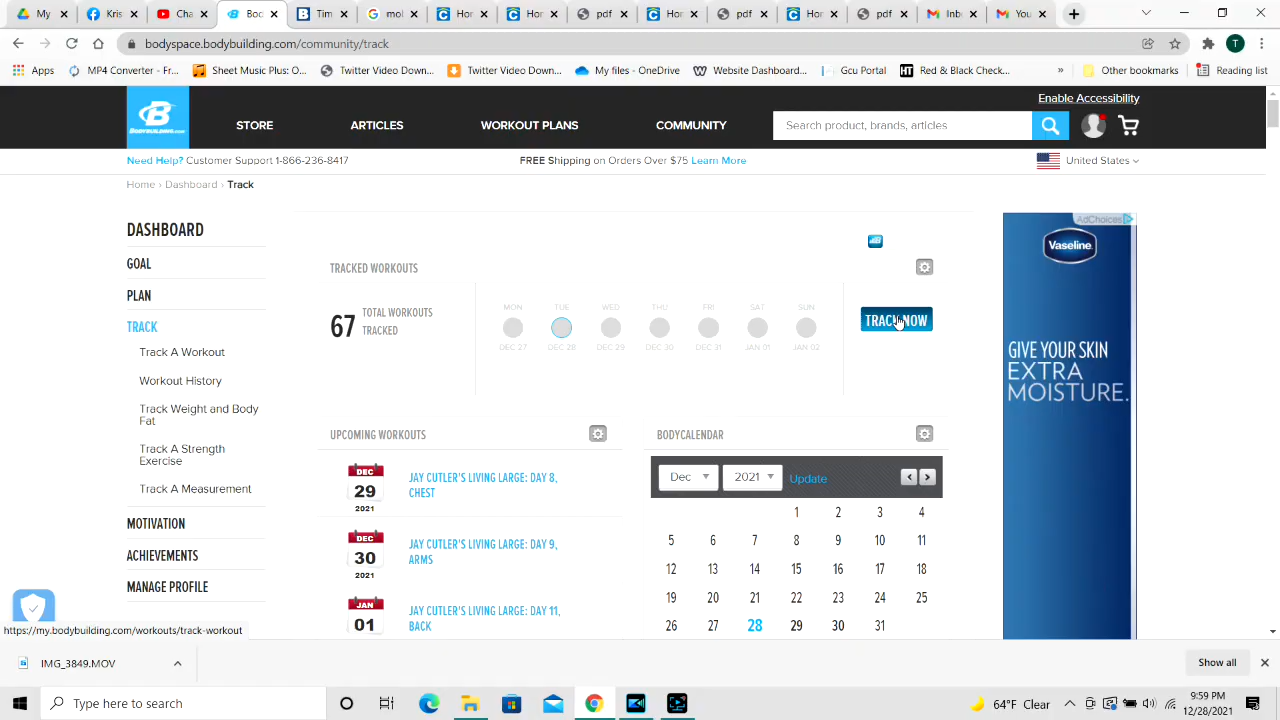 My
Kris
Cha
Bod
Tim
mol
Hor
Hor
pdf
Hor
pdf
Hor
pdf
Inb
You
bodyspace.bodybuilding.com/community/track
T
Apps
MP4 Converter - Fr...
Sheet Music Plus: O...
Twitter Video Down...
Twitter Video Down...
My files - OneDrive
Website Dashboard...
Gcu Portal
Red & Black Check...
»
Other bookmarks
Reading list
Enable Accessibility
BODYBUILDING.com
STORE
ARTICLES
WORKOUT PLANS
COMMUNITY
Search product, brands, articles
Need Help? Customer Support 1-866-236-8417
FREE Shipping on Orders Over $75 Learn More
United States
Home › Dashboard › Track
DASHBOARD
GOAL
PLAN
TRACK
Track A Workout
Workout History
Track Weight and Body
Fat
Track A Strength
Exercise
Track A Measurement
MOTIVATION
ACHIEVEMENTS
MANAGE PROFILE
TRACKED WORKOUTS
67 TOTAL WORKOUTS
TRACKED
MON TUE WED THU FRI SAT SUN
DEC 27 DEC 28 DEC 29 DEC 30 DEC 31 JAN 01 JAN 02
TRACK NOW
UPCOMING WORKOUTS
DEC
29
2021
JAY CUTLER'S LIVING LARGE: DAY 8,
CHEST
DEC
30
2021
JAY CUTLER'S LIVING LARGE: DAY 9,
ARMS
JAN
01
JAY CUTLER'S LIVING LARGE: DAY 11,
BACK
BODYCALENDAR
Dec 2021 Update
1 2 3 4
5 6 7 8 9 10 11
12 13 14 15 16 17 18
19 20 21 22 23 24 25
26 27 28 29 30 31
AdChoices
Vaseline
GIVE YOUR SKIN
EXTRA
MOISTURE.
https://my.bodybuilding.com/workouts/track-workout
IMG_3849.MOV
Show all
Type here to search
64°F Clear
9:59 PM
12/28/2021